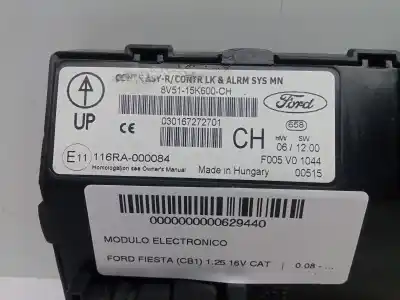 ASY-R/CONTR LK & ALRM SYS MN
8V51-15K600-CH
Ford
UP
CE
030167272701
CH
658
HW SW
06 / 12 00
E11 116RA-000084
F005 V0 1044
Homologation see Owner's Manual
Made in Hungary
00515
0000000000629440
MODULO ELECTRONICO
FORD FIESTA (CB1) 1.25 16V CAT | 0.08 - ...